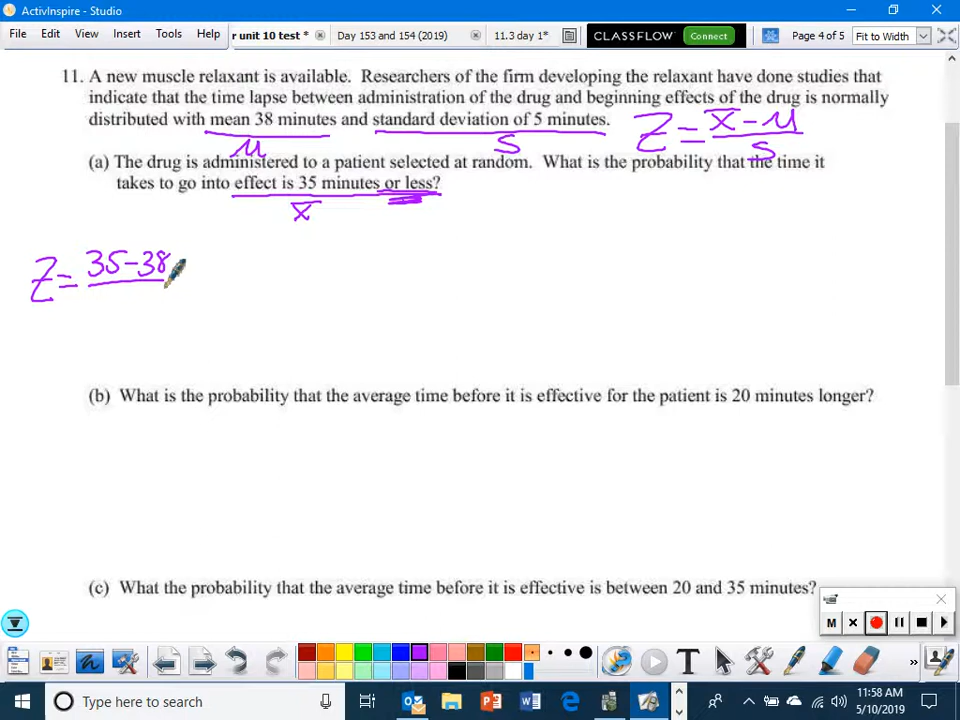 ActivInspire - Studio
File Edit View Insert Tools Help
r unit 10 test *
Day 153 and 154 (2019)
11.3 day 1*
CLASSFLOW
Connect
Page 4 of 5
Fit to Width
11. A new muscle relaxant is available. Researchers of the firm developing the relaxant have done studies that
indicate that the time lapse between administration of the drug and beginning effects of the drug is normally
distributed with mean 38 minutes and standard deviation of 5 minutes.
μ
s
z = x̄ - μ
s
(a) The drug is administered to a patient selected at random. What is the probability that the time it
takes to go into effect is 35 minutes or less?
x̄
z = 35-38
(b) What is the probability that the average time before it is effective for the patient is 20 minutes longer?
(c) What the probability that the average time before it is effective is between 20 and 35 minutes?
M
T
Type here to search
11:58 AM
5/10/2019